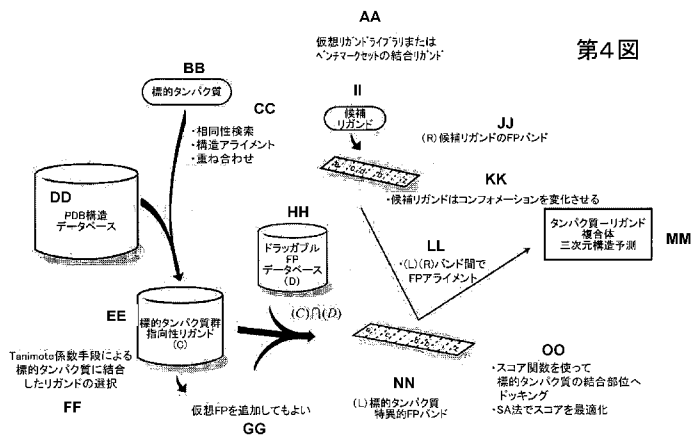 AA
仮想リガンドライブラリまたは
ベンチマークセットの結合リガンド
第4図
BB
標的タンパク質
CC
・相同性検索
・構造アライメント
・重ね合わせ
II
候補
リガンド
JJ
(R)候補リガンドのFPバンド
KK
・候補リガンドはコンフォメーションを変化させる
DD
PDB構造
データベース
HH
ドラッガブル
FP
データベース
(D)
LL
・(L)(R)バンド間で
FPアライメント
タンパク質ーリガンド
複合体
三次元構造予測
MM
EE
標的タンパク質群
指向性リガンド
(C)
(C)∩(D)
Tanimoto係数手段による
標的タンパク質に結合
したリガンドの選択
FF
仮想FPを追加してもよい
GG
NN
(L)標的タンパク質
特異的FPバンド
OO
・スコア関数を使って
標的タンパク質の結合部位へ
ドッキング
・SA法でスコアを最適化